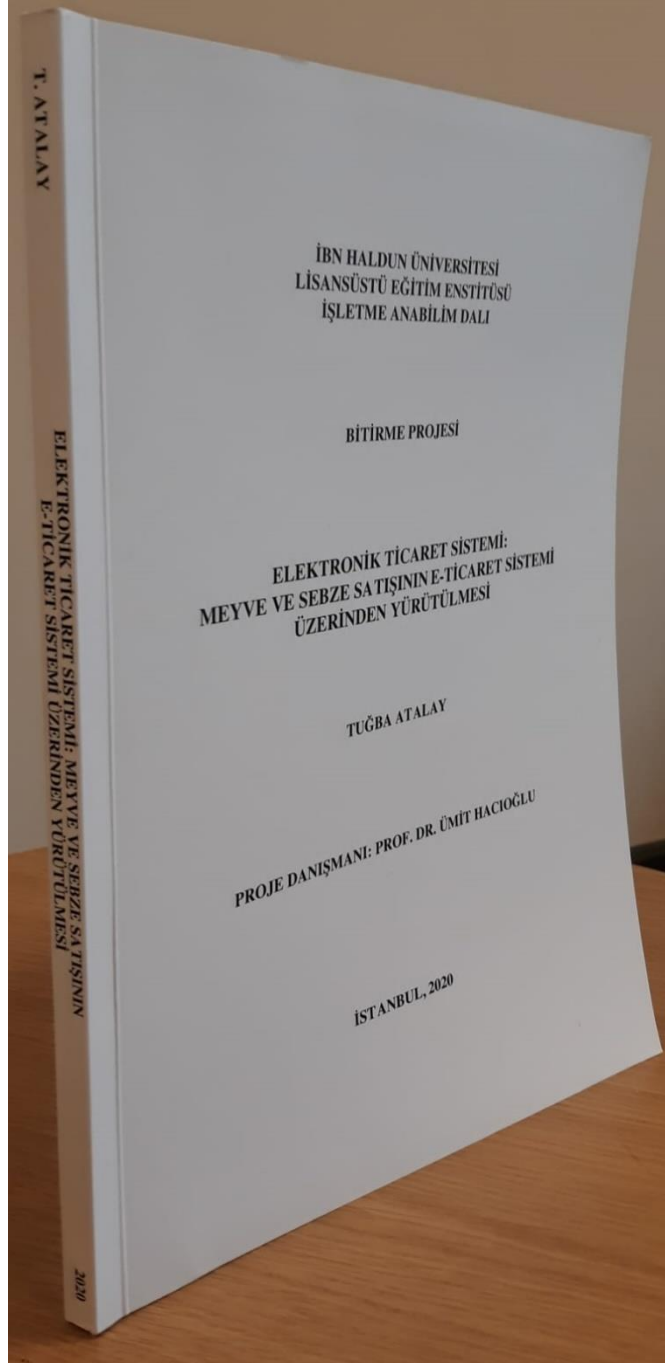 T. ATALAY
ELEKTRONİK TİCARET SİSTEMİ: MEYVE VE SEBZE SATIŞININ
E-TİCARET SİSTEMİ ÜZERİNDEN YÜRÜTÜLMESİ
2020
İBN HALDUN ÜNİVERSİTESİ
LİSANSÜSTÜ EĞİTİM ENSTİTÜSÜ
İŞLETME ANABİLİM DALI
BİTİRME PROJESİ
ELEKTRONİK TİCARET SİSTEMİ:
MEYVE VE SEBZE SATIŞININ E-TİCARET SİSTEMİ
ÜZERİNDEN YÜRÜTÜLMESİ
TUĞBA ATALAY
PROJE DANIŞMANI: PROF. DR. ÜMİT HACIOĞLU
İSTANBUL, 2020